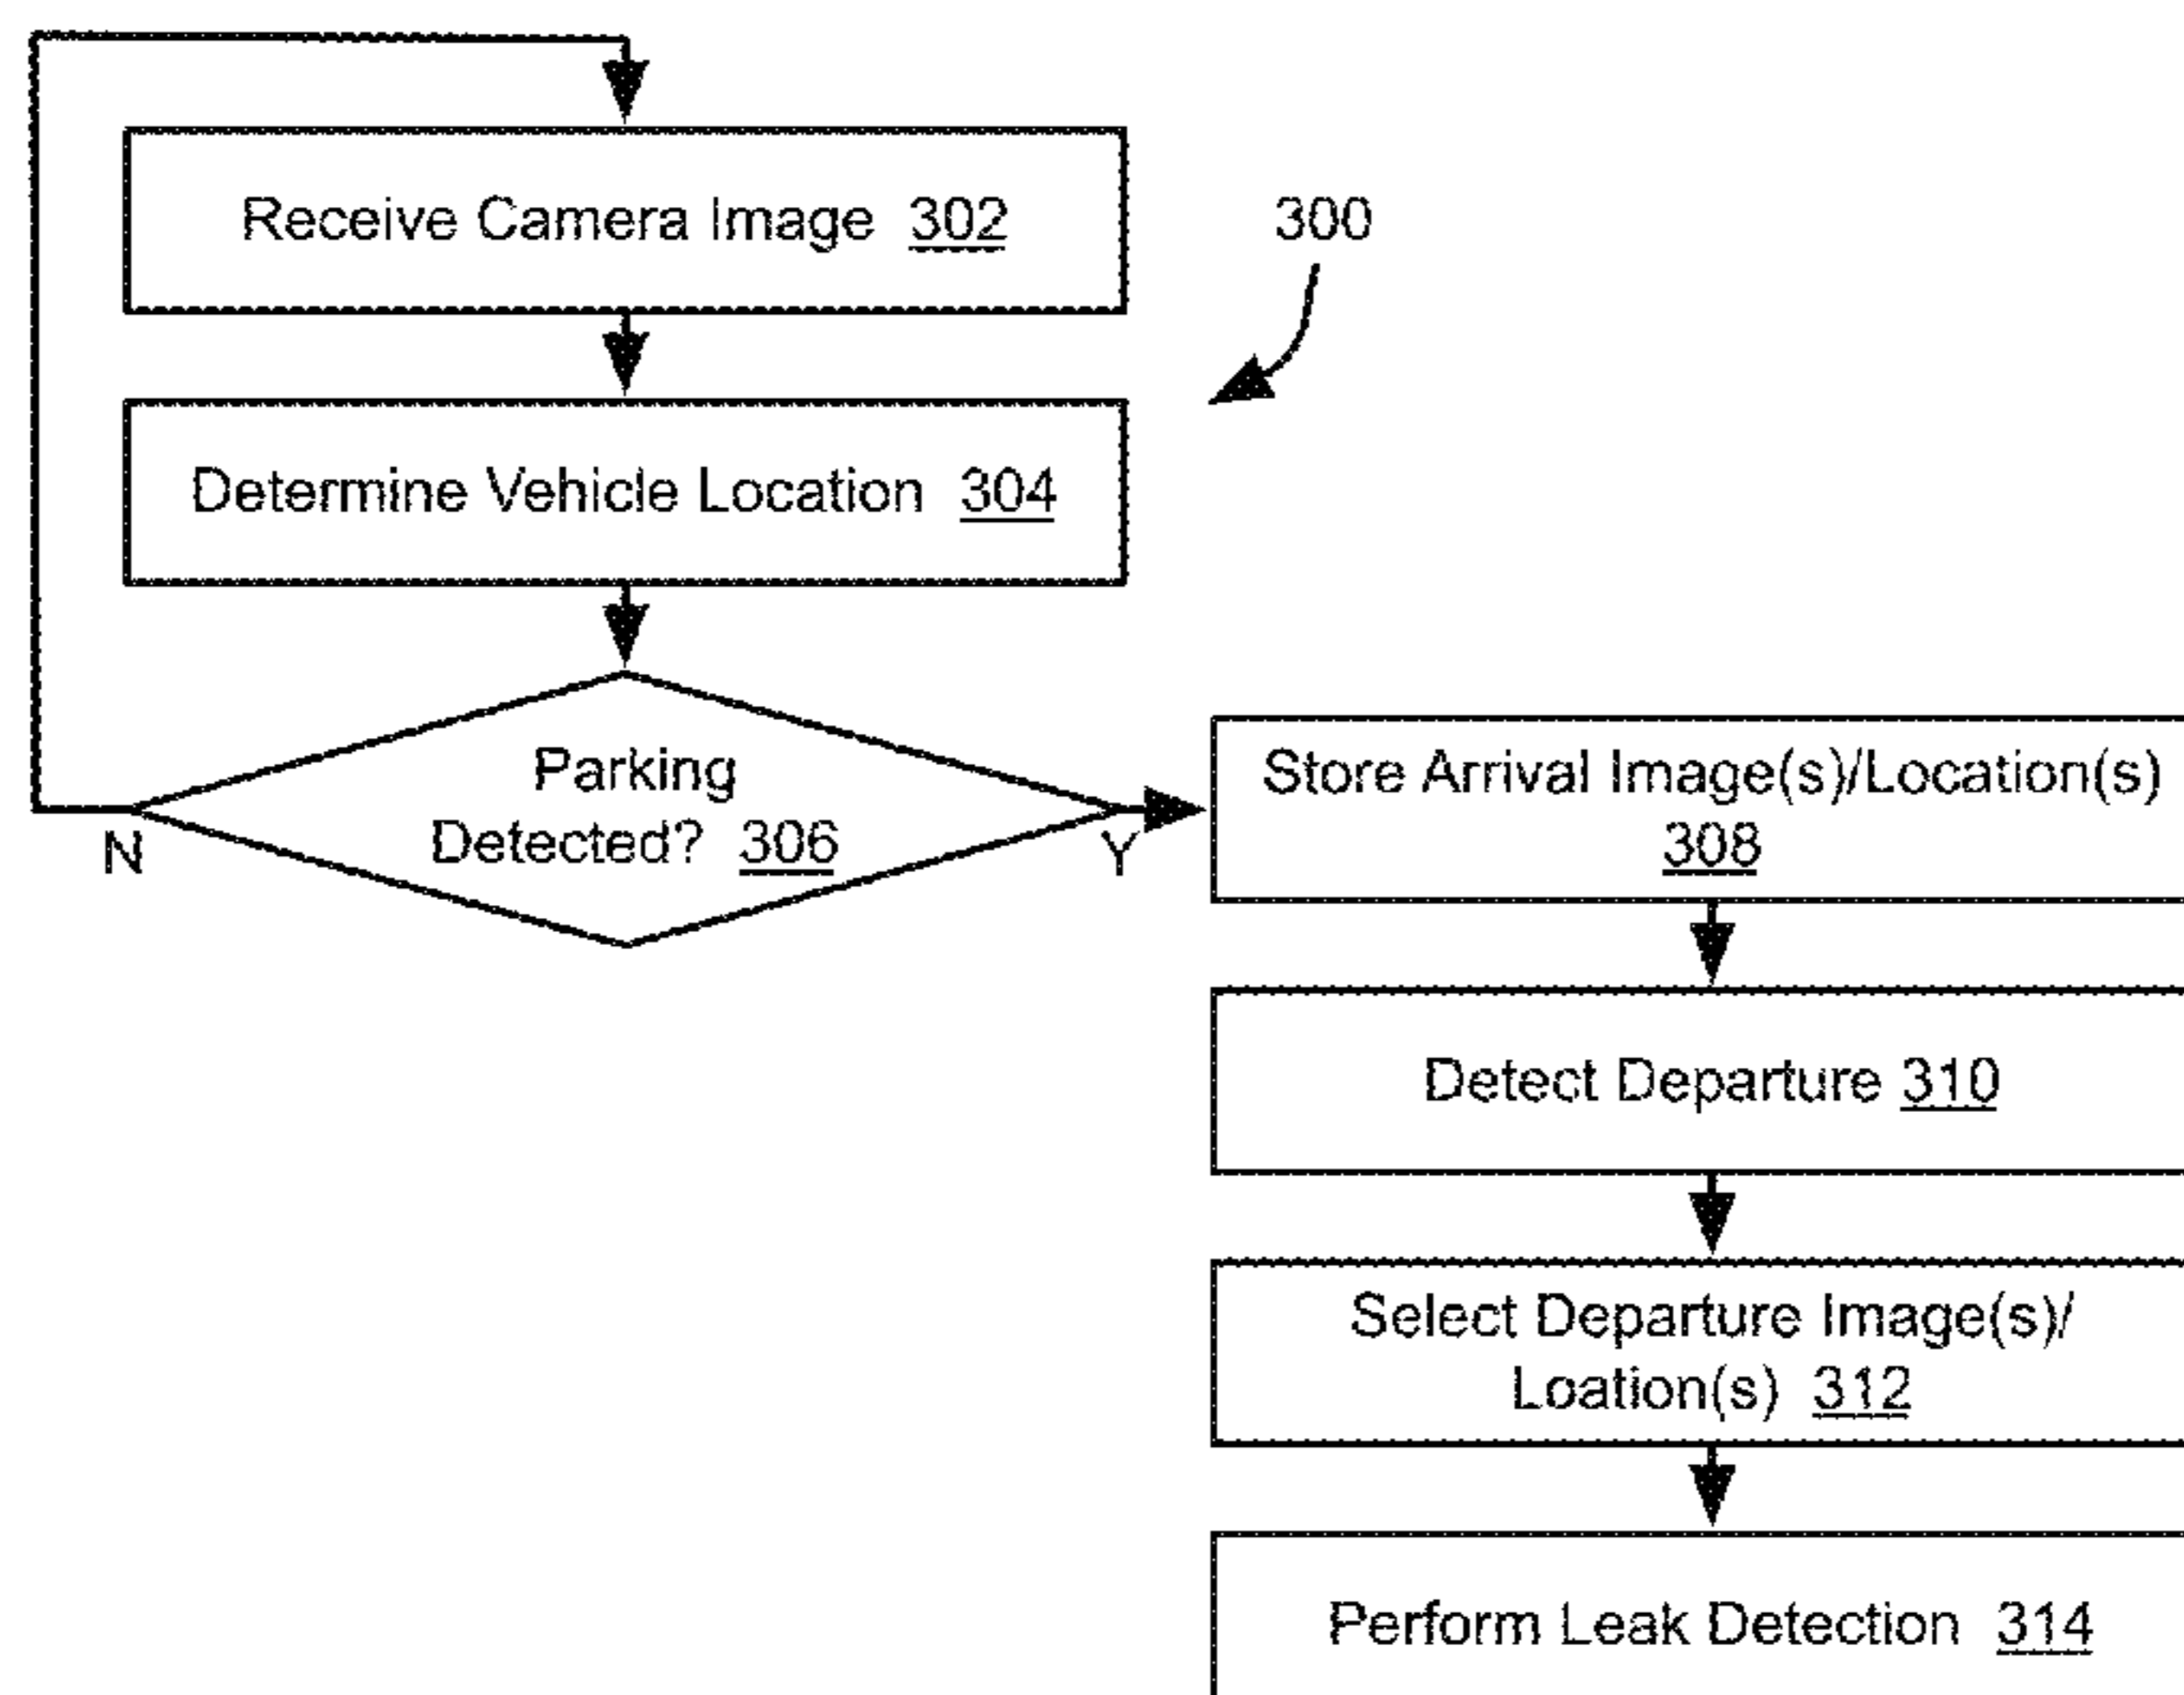 Receive Camera Image 302
300
Determine Vehicle Location 304
Parking
Detected? 306
N
Y
Store Arrival Image(s)/Location(s)
308
Detect Departure 310
Select Departure Image(s)/
Loation(s) 312
Perform Leak Detection 314